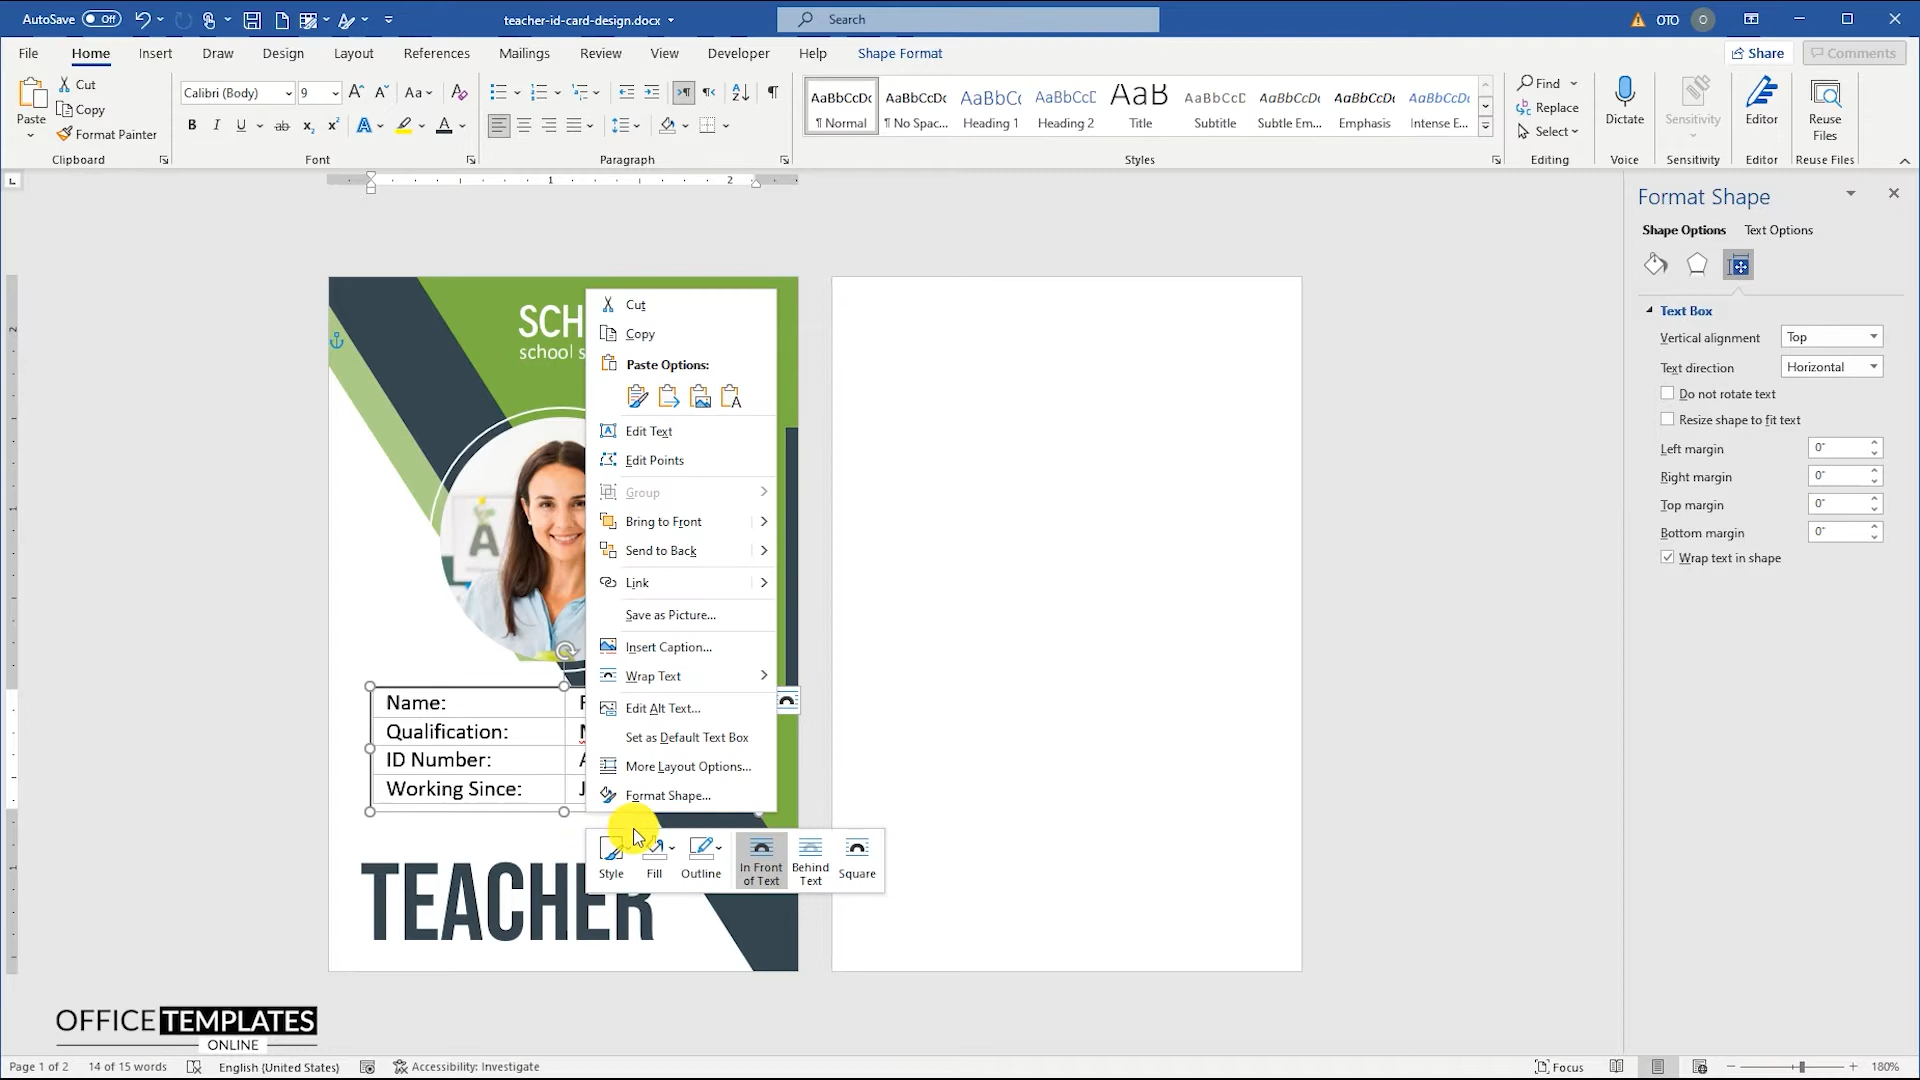 AutoSave Off
teacher-id-card-design.docx
Search
OTO
O
File Home Insert Draw Design Layout References Mailings Review View Developer Help Shape Format
Share Comments
Paste
Cut
Copy
Format Painter
Calibri (Body) 9
Aa
AaBbCcDc AaBbCcDc AaBbCc AaBbCcD AaB AaBbCcD AaBbCcDc AaBbCcDc AaBbCcDc
¶ Normal ¶ No Spac... Heading 1 Heading 2 Title Subtitle Subtle Em... Emphasis Intense E...
Find
Replace
Select
Dictate
Sensitivity
Editor
Reuse
Files
Clipboard Font Paragraph Styles Editing Voice Sensitivity Editor Reuse Files
1 2
Format Shape
Shape Options Text Options
Text Box
Vertical alignment Top
Text direction Horizontal
Do not rotate text
Resize shape to fit text
Left margin 0"
Right margin 0"
Top margin 0"
Bottom margin 0"
Wrap text in shape
SCH
school s
A
Name:
Qualification:
ID Number:
Working Since:
TEACHER
Cut
Copy
Paste Options:
Edit Text
Edit Points
Group
Bring to Front
Send to Back
Link
Save as Picture...
Insert Caption...
Wrap Text
Edit Alt Text...
Set as Default Text Box
More Layout Options...
Format Shape...
Style Fill Outline In Front of Text Behind Text Square
OFFICE TEMPLATES
ONLINE
Page 1 of 2 14 of 15 words English (United States) Accessibility: Investigate
Focus 180%